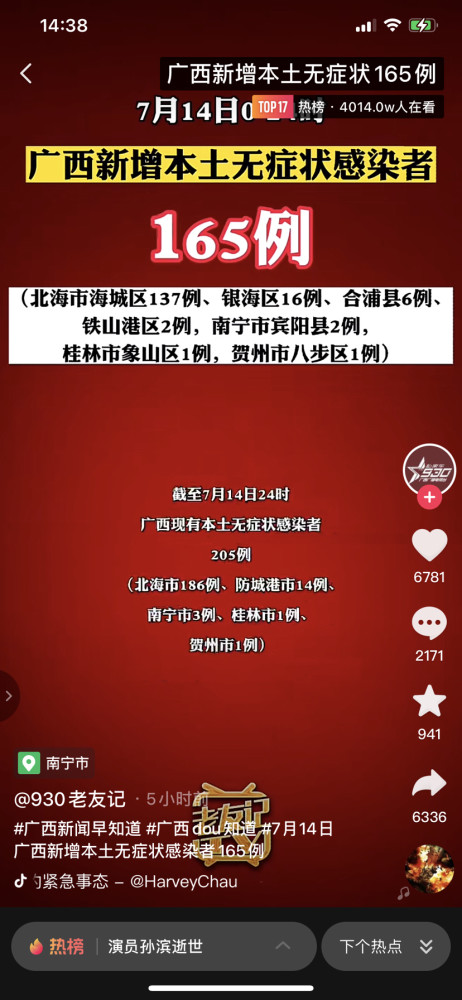 14:38
广西新增本土无症状165例
TOP17 热榜·4014.0w人在看
7月14日0
广西新增本土无症状感染者
165例
（北海市海城区137例、银海区16例、合浦县6例、
铁山港区2例，南宁市宾阳县2例，
桂林市象山区1例，贺州市八步区1例）
截至7月14日24时
广西现有本土无症状感染者
205例
（北海市186例、防城港市14例、
南宁市3例、桂林市1例、
贺州市1例）
930
6781
2171
941
6336
南宁市
@930老友记 · 5小时前
#广西新闻早知道 #广西dou知道 #7月14日
广西新增本土无症状感染者165例
的紧急事态 - @HarveyChau
热榜 | 演员孙滨逝世
下个热点